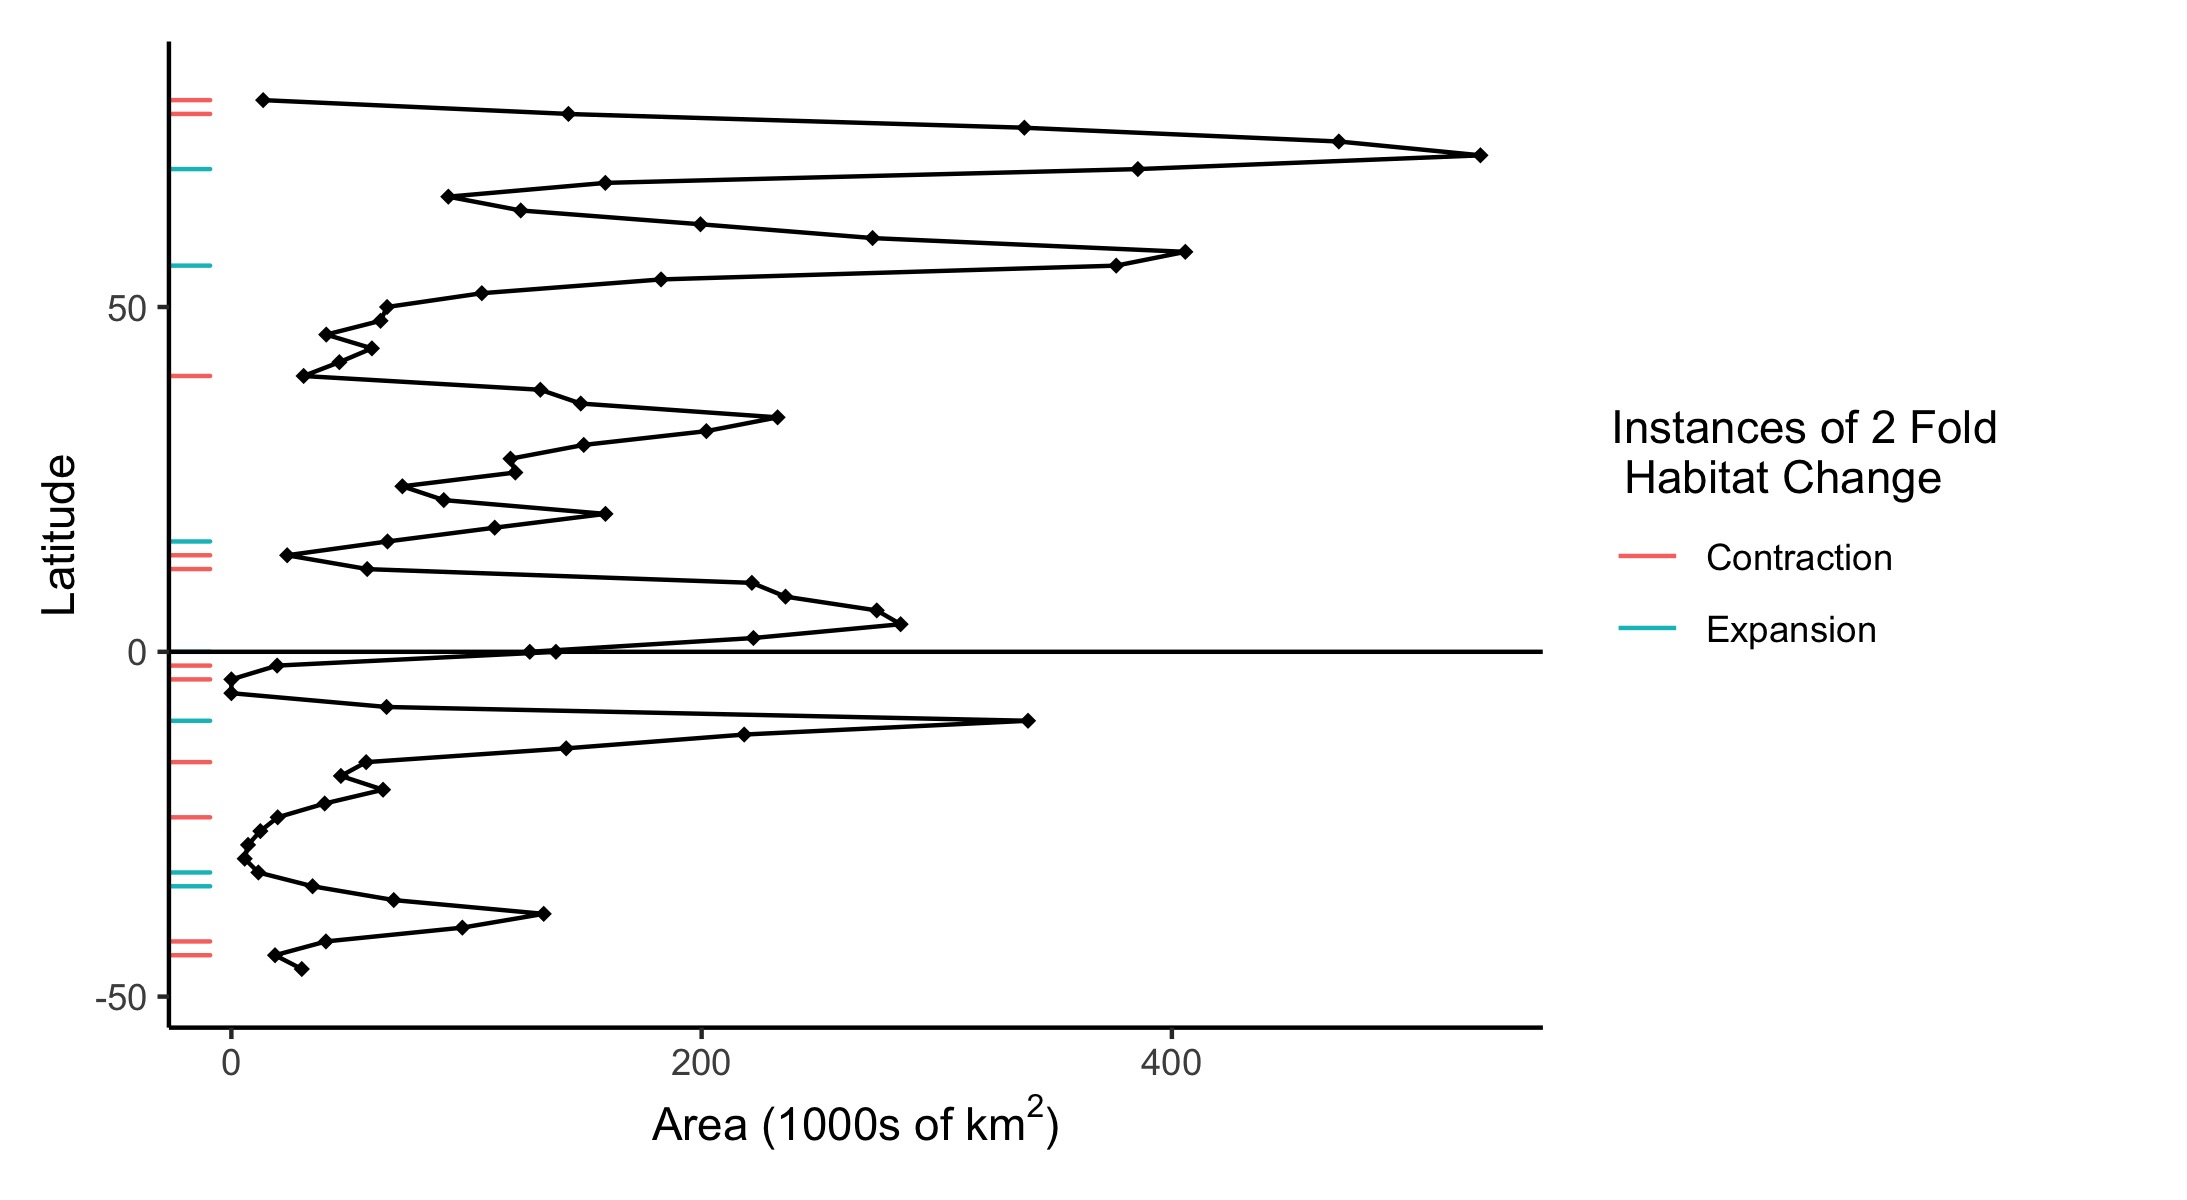 50
0
-50
Latitude
0
200
400
Area (1000s of km²)
Instances of 2 Fold
Habitat Change
Contraction
Expansion